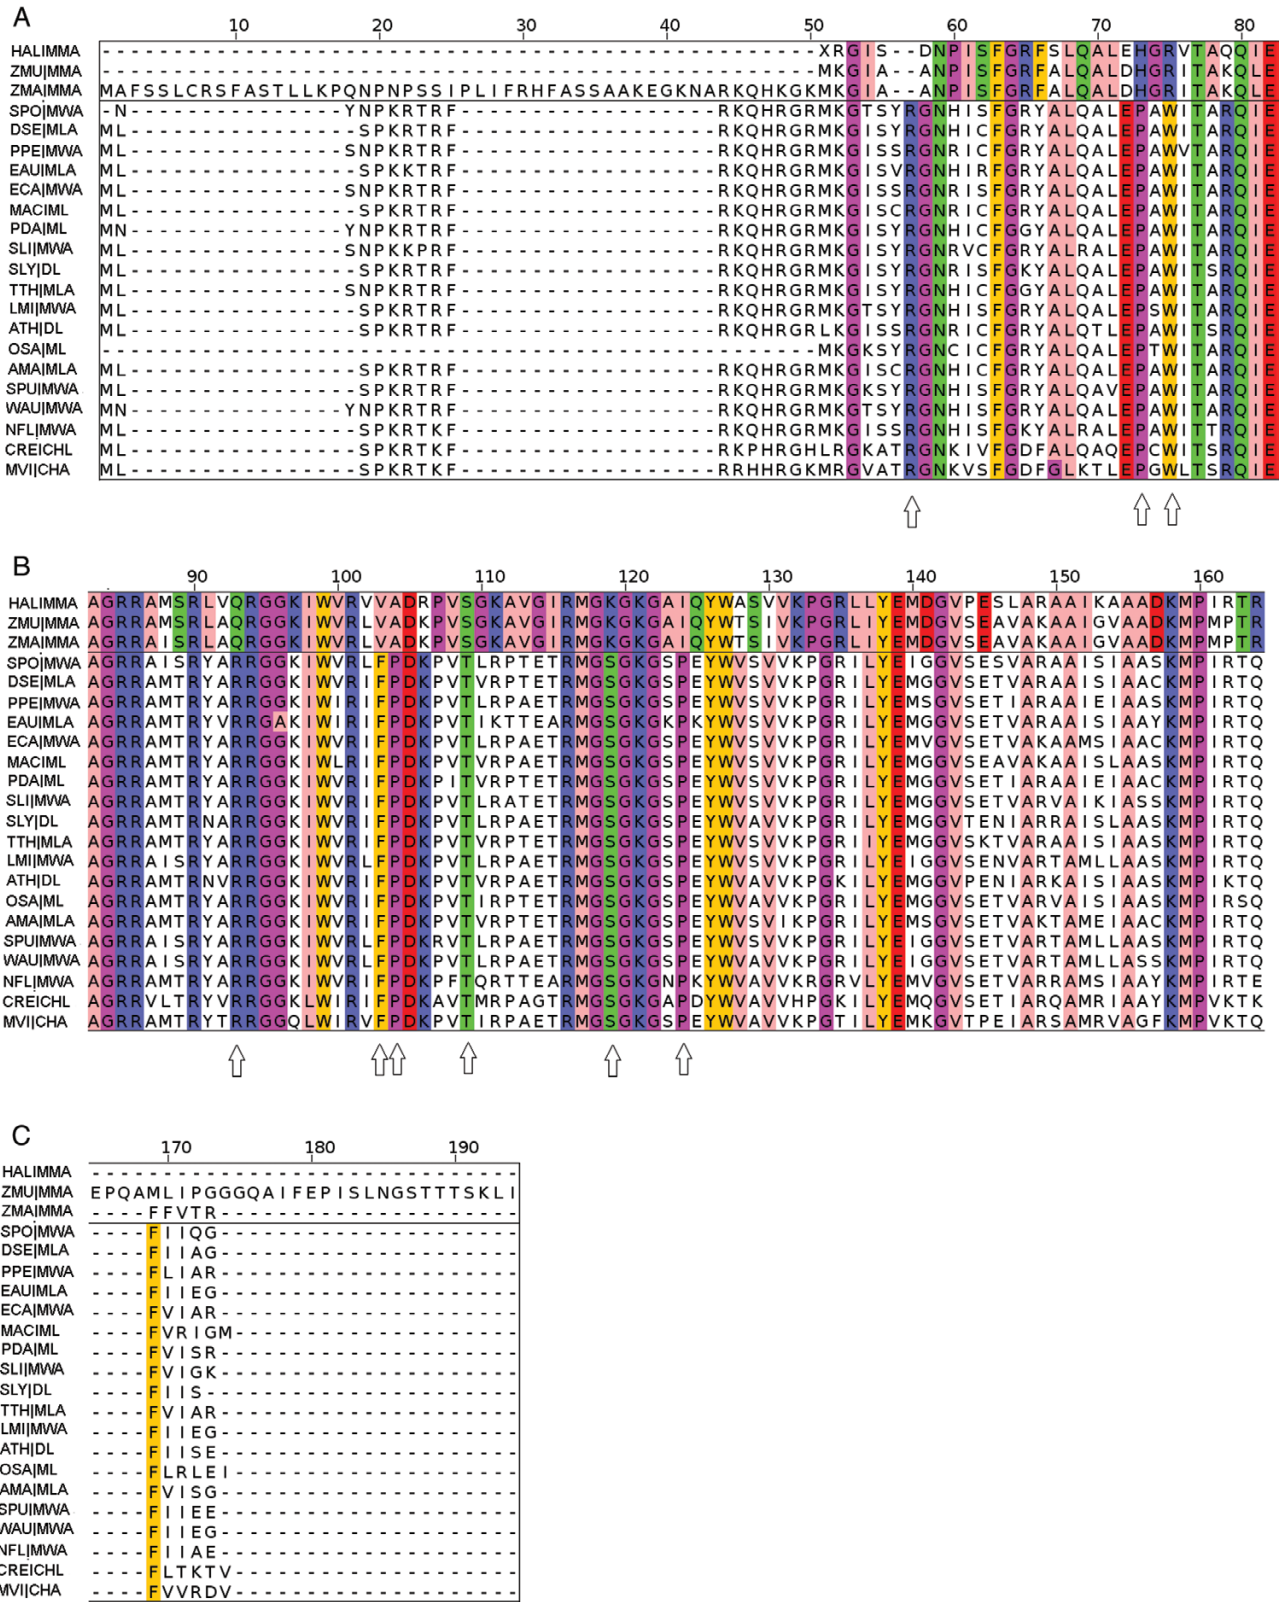 A
10 20 30 40 50 60 70 80
HAL|MMA --------------------------------------------------XRGIS--DNPISFGRFSLQALEHGRVTAQQIE
ZMU|MMA --------------------------------------------------MKGIA--ANPISFGRFALQALDHGRITAKQLE
ZMA|MMA MAFSSLCRSFASTLLKPQNPNPSSIPLIFRHFASSAAKEGKNARKQHKGKMKGIA--ANPISFGRFALQALDHGRITAKQLE
SPO|MWA -N---------------YNPKRTRF------------------RKQHRGRMKGTSYRGNHISFGRYALQALEPAWITARQIE
DSE|MLA ML----------------SPKRTRF------------------RKQHRGRMKGISYRGNHICFGRYALQALEPAWITARQIE
PPE|MWA ML---------------SNPKRTRF------------------RKQHRGRMKGISSRGNRICFGRYALQALEPAWVTARQIE
EAU|MLA ML----------------SPKKTRF------------------RKQHRGRMKGISVRGNHIRFGRYALQALEPAWITARQIE
ECA|MWA ML---------------SNPKRTRF------------------RKQHRGRMKGISSRGNRISFGRYALQALEPAWITARQIE
MAC|ML ML----------------SPKRTRF------------------RKQHRGRMKGISCRGNRICFGRYALQALEPAWITARQIE
PDA|ML MN---------------YNPKRTRF------------------RKQHRGRMKGISYRGNHICFGGYALQALEPAWITARQIE
SLI|MWA ML---------------SNPKKPRF------------------RKQHRGRMKGISYRGNRVCFGRYALRALEPAWITARQIE
SLY|DL ML----------------SPKRTRF------------------RKQHRGRMKGISYRGNRISFGKYALQALEPAWITSRQIE
TTH|MLA ML---------------SNPKRTRF------------------RKQHRGRMKGISYRGNHICFGGYALQALEPAWITARQIE
LMI|MWA ML----------------SPKRTRF------------------RKQHRGRMKGISYRGNHISFGRYALQALEPSWITARQIE
ATH|DL ML----------------SPKRTRF------------------RKQHRGRLKGISSRGNRICFGRYALQTLEPAWITSRQIE
OSA|ML --------------------------------------------------MKGKSYRGNCICFGRYALQALEPTWITARQIE
AMA|MLA ML----------------SPKRTRF------------------RKQHRGRMKGISCRGNHICFGRYALQALEPAWITARQIE
SPU|MWA ML----------------SPKRTRF------------------RKQHRGRMKGKSYRGNHISFGRYALQAVEPAWITARQIE
WAU|MWA MN---------------YNPKRTRF------------------RKQHRGRMKGTSYRGNHISFGRYALQALEPAWITARQIE
NFL|MWA ML----------------SPKRTKF------------------RKQHRGRMKGISSRGNHISFGKYALRALEPAWITTRQIE
CRE|CHL ML----------------SPKRTKF------------------RKPHRGHLRGKATRGNKIVFGDFALQAQEPCWITSRQIE
MVI|CHA ML----------------SPKRTKF------------------RRHHRGKMRGVATRGNKVSFGDFGLKTLEPGWLTSRQIE
B
90 100 110 120 130 140 150 160
HAL|MMA AGRRAMSRLVQRGGKIWVRVVADRPVSGKAVGIRMGKGKGAIQYWASVVKPGRLLYEMDGVPESLARAAIKAAADKMPIRTR
ZMU|MMA AGRRAMSRLAQRGGKIWVRLVADKPVSGKAVGIRMGKGKGAIQYWTSIVKPGRLIYEMDGVSEAVAKAAIGVAADKMPMPTR
ZMA|MMA AGRRAISRLAQRGGKIWVRLVADKPVSGKAVGIRMGKGKGAIQYWTSIVKPGRLIYEMDGVSEAVAKAAIGVAADKMPMPTR
SPO|MWA AGRRAISRYARRGGKIWVRLFPDKPVTLRPTETRMGSGKGSPEYWVSVVKPGRILYEIGGVSESVARAAISIAASKMPIRTQ
DSE|MLA AGRRAMTRYARRGGKIWVRIFPDKPVTVRPTETRMGSGKGSPEYWVSVVKPGRILYEMGGVSETVARAAISIAACKMPIRTQ
PPE|MWA AGRRAMTRYARRGGKIWVRIFPDKPVTVRPTETRMGSGKGSPEYWVSVVKPGRILYEMGGVSETVARAAIEIAASKMPIRTQ
EAU|MLA AGRRAMTRYVRRGAKIWIRIFPDKPVTIKTTEARMGSGKGKPKYWVSVVKPGRILYEMGGVSETVARAAISIAAYKMPIRTQ
ECA|MWA AGRRAMTRYARRGGKIWVRIFPDKPVTLRPAETRMGSGKGSPEYWVSVVKPGRILYEMVGVSETVAKAAMSIAACKMPIRTQ
MAC|ML AGRRAMTRYARRGGKIWLRIFPDKPVTVRPAETRMGSGKGSPEYWVSVVKPGRILYEMGGVSEAVAKAAISLAASKMPIRTQ
PDA|ML AGRRAMTRYARRGGKIWVRIFPDKPITVRPAETRMGSGKGSPEYWVSVVKPGRILYEMGGVSETIARAAIEIACKMPIRTQ
SLI|MWA AGRRAMTRYARRGGKIWVRIFPDKPVTLRATETRMGSGKGSPEYWVSVVKPGRILYEMGGVSETVARVAIKIASSKMPIRTQ
SLY|DL AGRRAMTRNARRGGKIWVRIFPDKPVTLRPAETRMGSGKGSPEYWVSVVKPGRILYEMGGVTENIARRAISLAASKMPIRTQ
TTH|MLA AGRRAMTRYARRGGKIWVRIFPDKPVTLRPAETRMGSGKGSPEYWVAVVKPGRILYEMGGVSKTVARAAISIAASKMPIRTQ
LMI|MWA AGRRAISRYARRGGKIWVRLFPDKPVTLRPAETRMGSGKGSPEYWVSVVKPGRILYEIGGVSENVARTAMLLAASKMPIRTQ
ATH|DL AGRRAMTRNVRRGGKIWVRIFPDKPVTVRPAETRMGSGKGSPEYWVAVVKPGKILYEMGGVPENIARKAISIAASKMPIKTQ
OSA|ML AGRRAMTRYARRGGKIWVRIFPDKPVTIRPAETRMGSGKGSPEYWVAVVKPGRILYEMGGVSETVARVAISIAASKMPIRSQ
AMA|MLA AGRRAMTRYARRGGKIWVRIFPDKPVTVRPAETRMGSGKGSPEYWVSVIKPGRILYEMSGVSETVAKTAMEIAASKMPIRTQ
SPU|MWA AGRRAISRYARRGGKIWVRLFPDKRVTLRPAETRMGSGKGSPEYWVSVVKPGRILYEIGGVSETVARTAMLLAASKMPIRTQ
WAU|MWA AGRRAISRYARRGGKIWVRLFPDKPVTLRPAETRMGSGKGSPEYWVSVVKPGRILYEIGGVSETVARTAMLLASSKMPIRTQ
NFL|MWA AGRRAMTRYARRGGKIWVRIFPDKPFTQRTTEARMGSGKGNPKYWVAVVKRGRVLYEMVGVSETVARRAMSIAAYKMPIRTE
CRE|CHL AGRRVLTRYVRRGGKLWIRIFPDKAVTMRPAGTRMGSGKGAPDYWVAVVHPGKILYEMQGVSETIARQAMRIAAYKMPVKTK
MVI|CHA AGRRAMTRYTRRGGQLWIRVFPDKPVTIRPAETRMGSGKGSPEYWVAVVKPGTILYEMKGVTPEIARSAMRVAGFKMPVKTQ
C
170 180 190
HAL|MMA ------------------------------
ZMU|MMA EPQAMLIPGGGQAIFEPISLNGSTTTSKLI
ZMA|MMA ----FFVTR---------------------
SPO|MWA ----FIIQG---------------------
DSE|MLA ----FIIAG---------------------
PPE|MWA ----FLIAR---------------------
EAU|MLA ----FIIEG---------------------
ECA|MWA ----FVIAR---------------------
MAC|ML ----FVRIGM--------------------
PDA|ML ----FVISR---------------------
SLI|MWA ----FVIGK---------------------
SLY|DL ----FIIS----------------------
TTH|MLA ----FVIAR---------------------
LMI|MWA ----FIIEG---------------------
ATH|DL ----FIISE---------------------
OSA|ML ----FLRLEI--------------------
AMA|MLA ----FVISG---------------------
SPU|MWA ----FIIEE---------------------
WAU|MWA ----FIIEG---------------------
NFL|MWA ----FIIAE---------------------
CRE|CHL ----FLTKTV--------------------
MVI|CHA ----FVVRDV--------------------